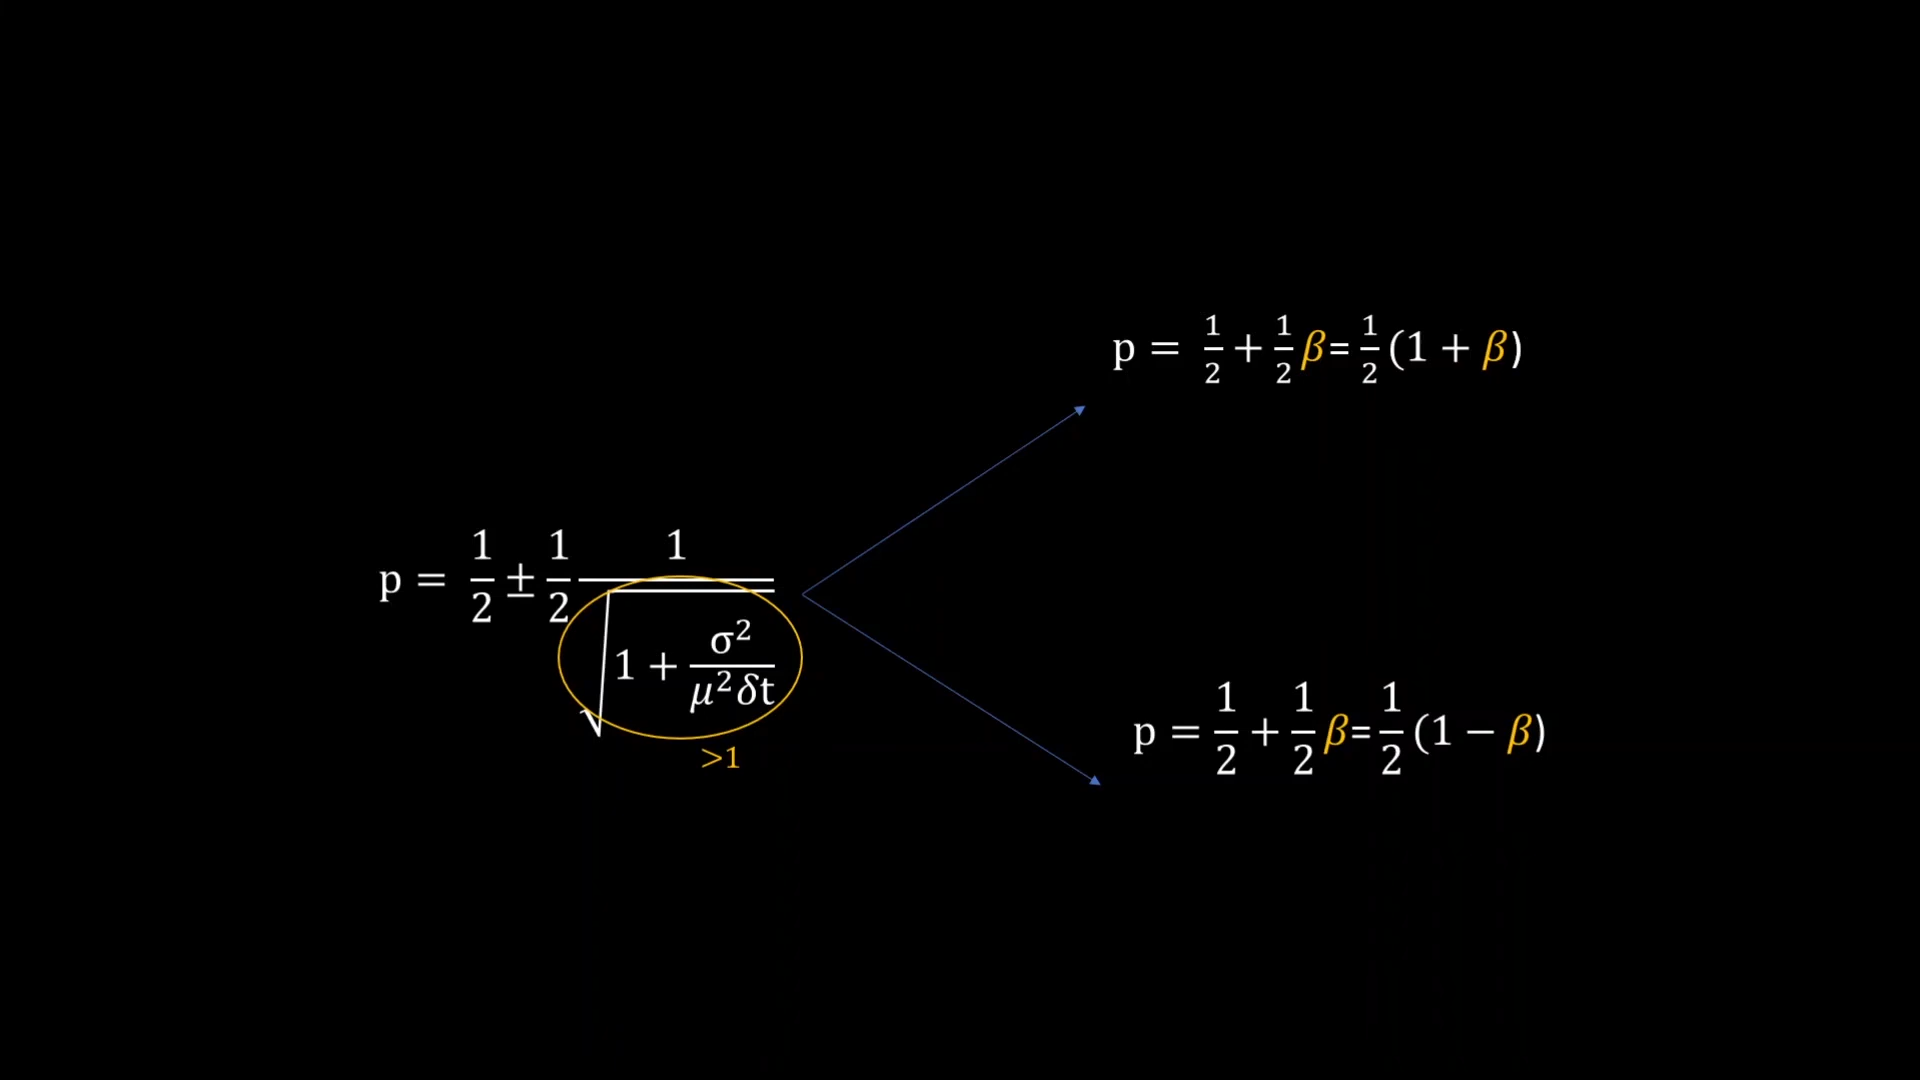 p = 1/2 + 1/2 β = 1/2 (1 + β)
p = 1/2 ± 1/2 1/√(1 + σ²/μ²δt)
>1
p = 1/2 + 1/2 β = 1/2 (1 − β)